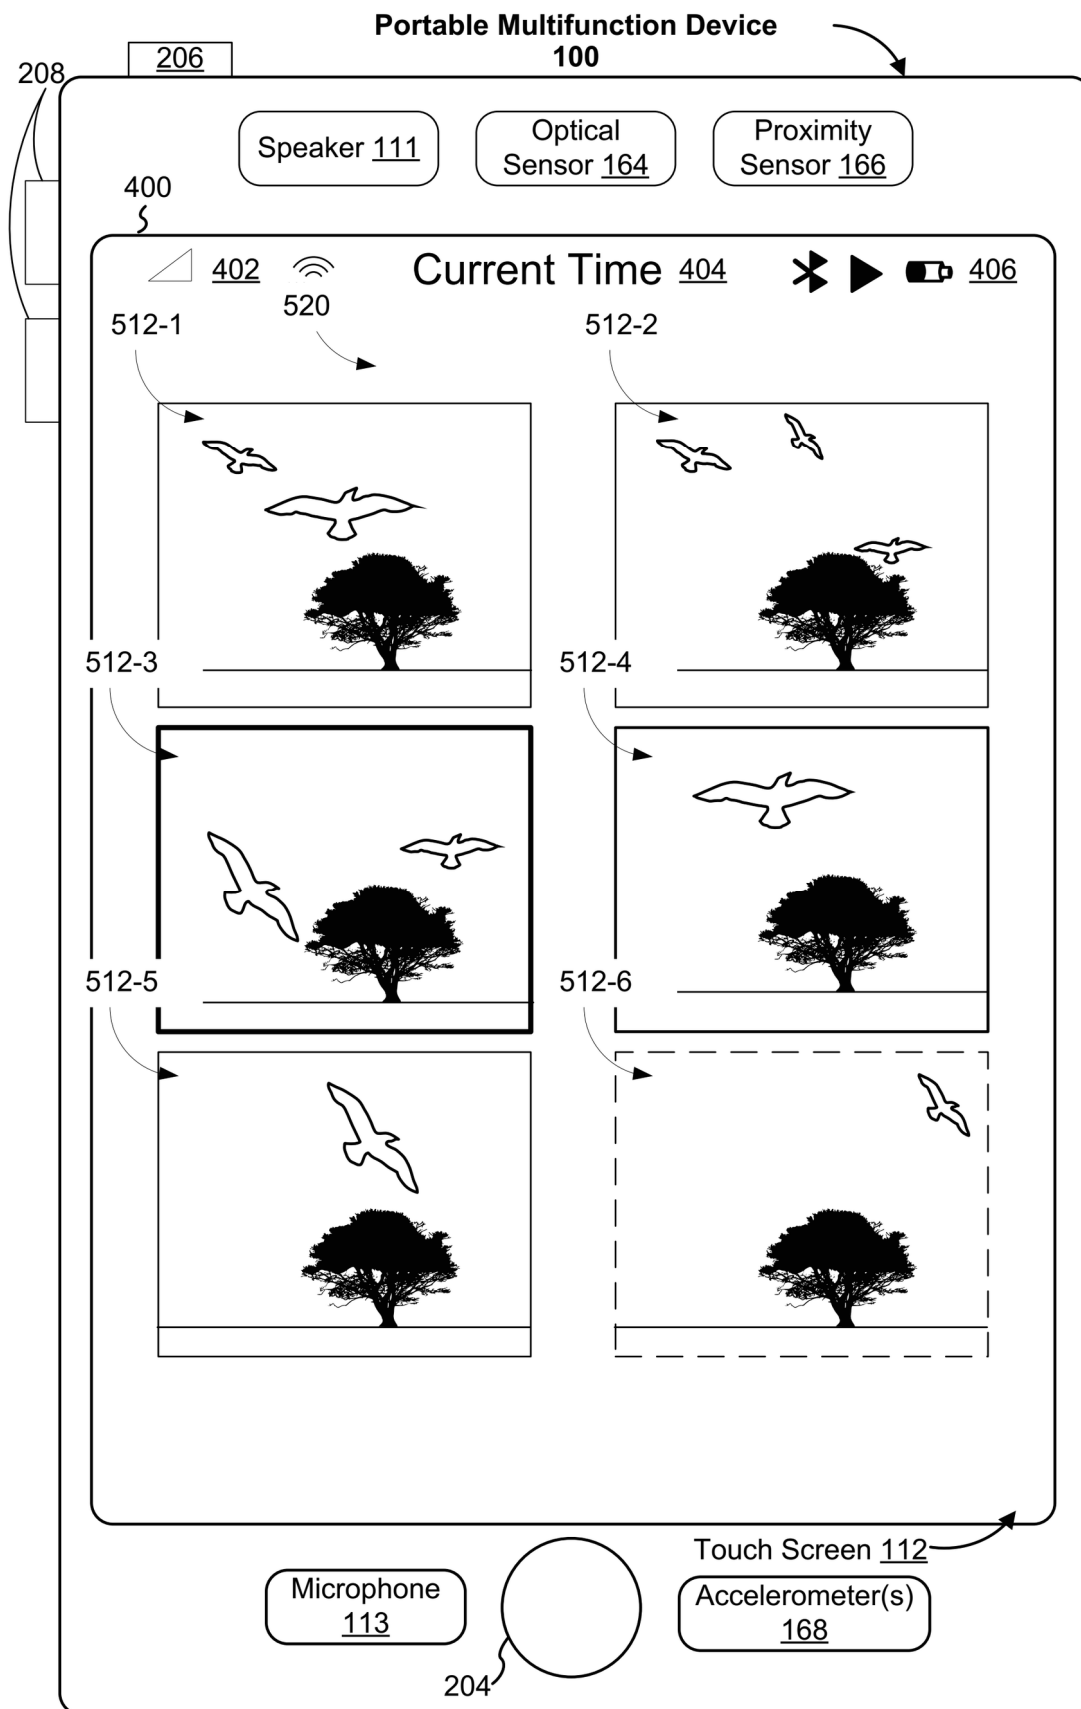 Portable Multifunction Device
100
206
208
Speaker 111
Optical
Sensor 164
Proximity
Sensor 166
400
402
Current Time 404
406
520
512-1
512-2
512-3
512-4
512-5
512-6
Touch Screen 112
Microphone
113
Accelerometer(s)
168
204